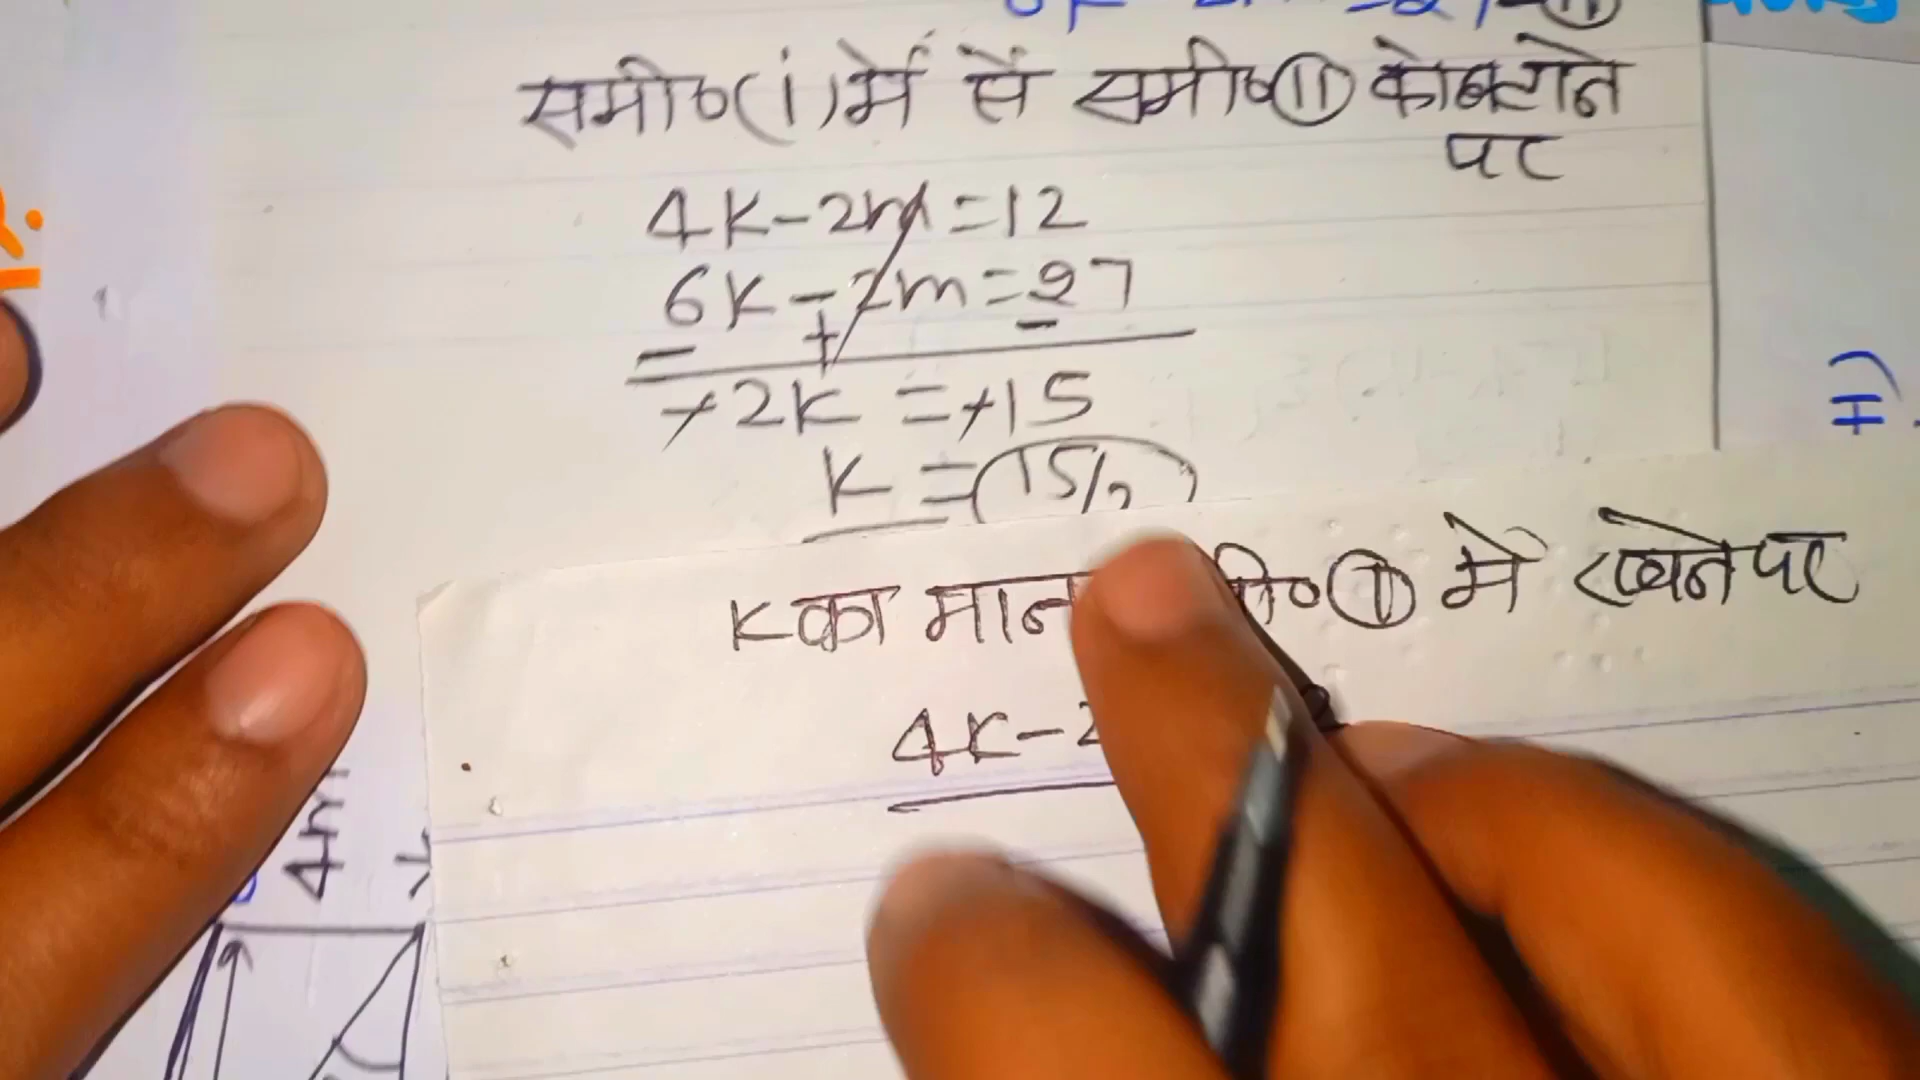 समी०(i) में से समी० (II) को घटाने
पर
4K-2m=12
6K-2m=27
- + -
-2K = -15
K = 15/2
K का मान समी० (I) में रखने पर
4K-2
4m